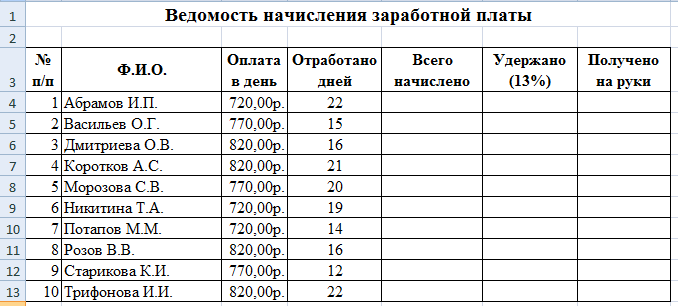 1 Ведомость начисления заработной платы
2
3 № п/п Ф.И.О. Оплата в день Отработано дней Всего начислено Удержано (13%) Получено на руки
4 1 Абрамов И.П. 720,00р. 22
5 2 Васильев О.Г. 770,00р. 15
6 3 Дмитриева О.В. 820,00р. 16
7 4 Коротков А.С. 820,00р. 21
8 5 Морозова С.В. 770,00р. 20
9 6 Никитина Т.А. 720,00р. 19
10 7 Потапов М.М. 720,00р. 14
11 8 Розов В.В. 820,00р. 16
12 9 Старикова К.И. 770,00р. 12
13 10 Трифонова И.И. 820,00р. 22